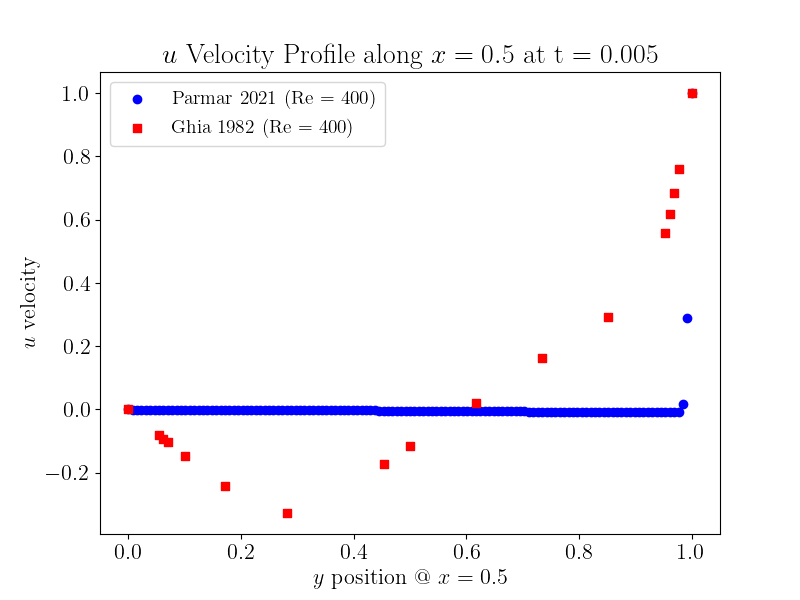 u Velocity Profile along x = 0.5 at t = 0.005
Parmar 2021 (Re = 400)
Ghia 1982 (Re = 400)
1.0
0.8
0.6
0.4
0.2
0.0
−0.2
u velocity
0.0 0.2 0.4 0.6 0.8 1.0
y position @ x = 0.5